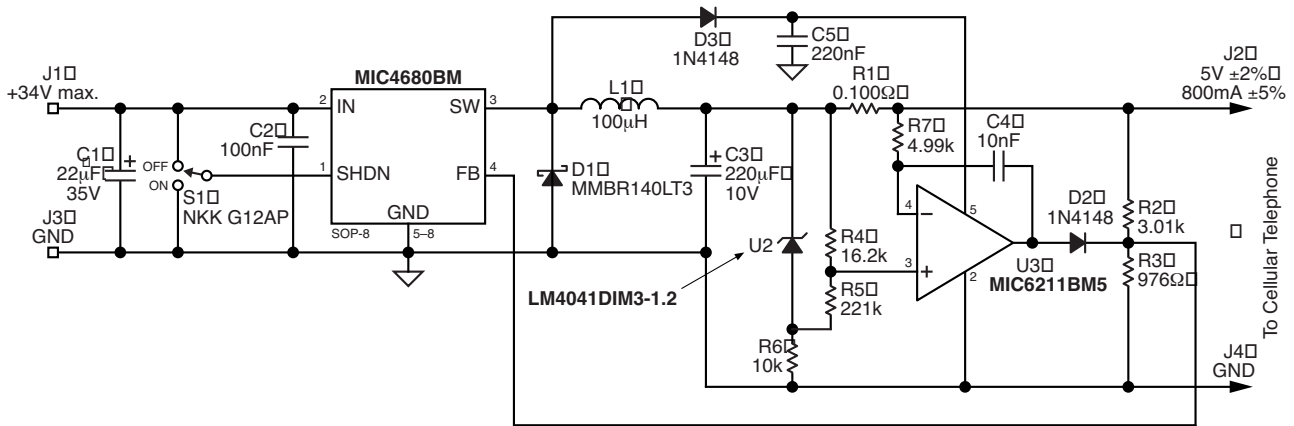 D3□
1N4148
C5□
220nF
J1□
+34V max.
MIC4680BM
L1□
□
100µH
R1□
0.100Ω□
J2□
5V ±2%□
800mA ±5%
2
IN
SW
3
C2□
100nF
R7□
4.99k
C4□
10nF
C1□
22µF□
35V
+
OFF
ON
S1□
NKK G12AP
1
SHDN
FB
4
D1□
MMBR140LT3
+
C3□
220µF□
10V
J3□
GND
GND
SOP-8
5–8
U2
R4□
16.2k
4
−
5
3
+
2
D2□
1N4148
R2□
3.01k
□
U3□
MIC6211BM5
R3□
976Ω□
LM4041DIM3-1.2
R5□
221k
R6□
10k
To Cellular Telephone
J4□
GND